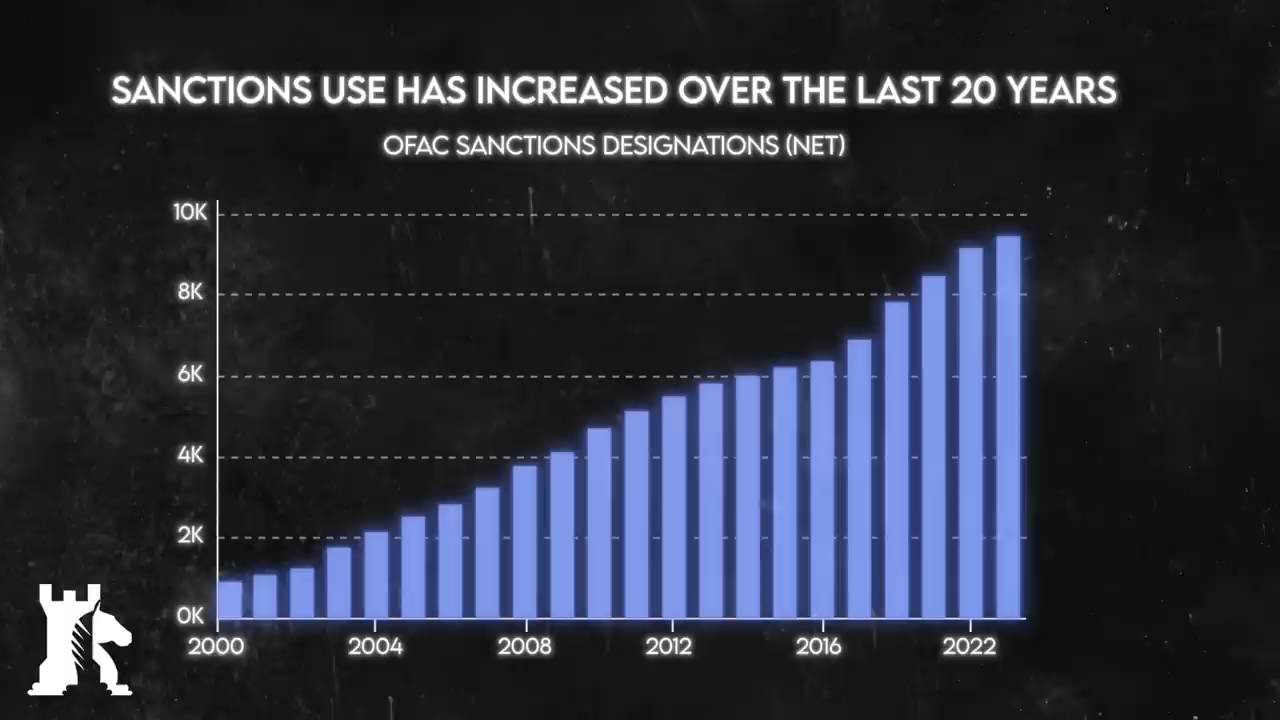 SANCTIONS USE HAS INCREASED OVER THE LAST 20 YEARS
OFAC SANCTIONS DESIGNATIONS (NET)
10K
8K
6K
4K
2K
0K
2000 2004 2008 2012 2016 2022